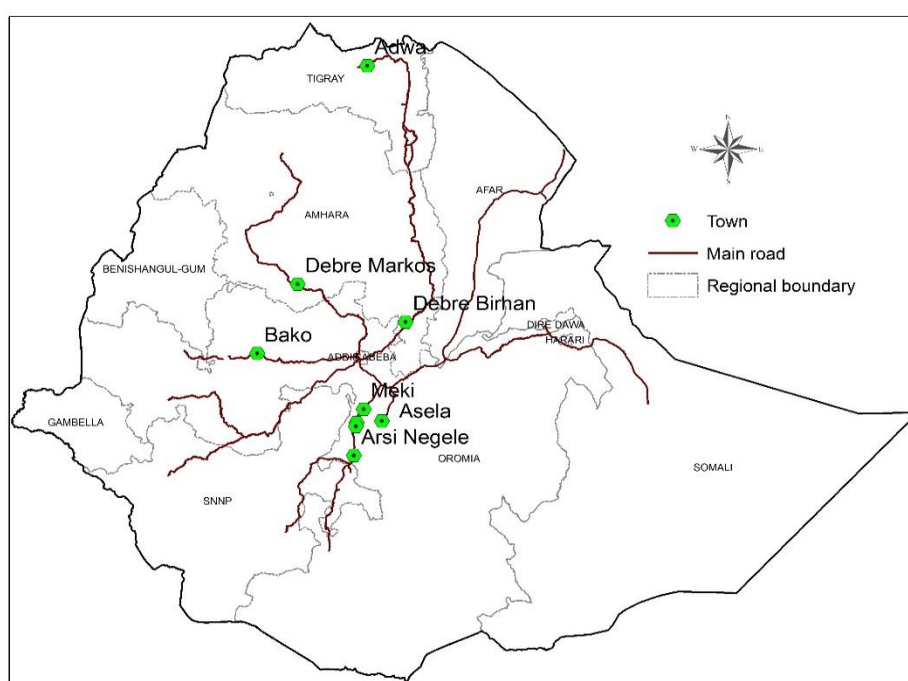 Adwa
TIGRAY
N
W
E
S
AFAR
AMHARA
Town
Main road
Regional boundary
BENISHANGUL-GUM
Debre Markos
Debre Birhan
DIRE DAWA
HARARI
Bako
ADDIS ABEBA
Meki
Asela
GAMBELLA
Arsi Negele
OROMIA
SOMALI
SNNP